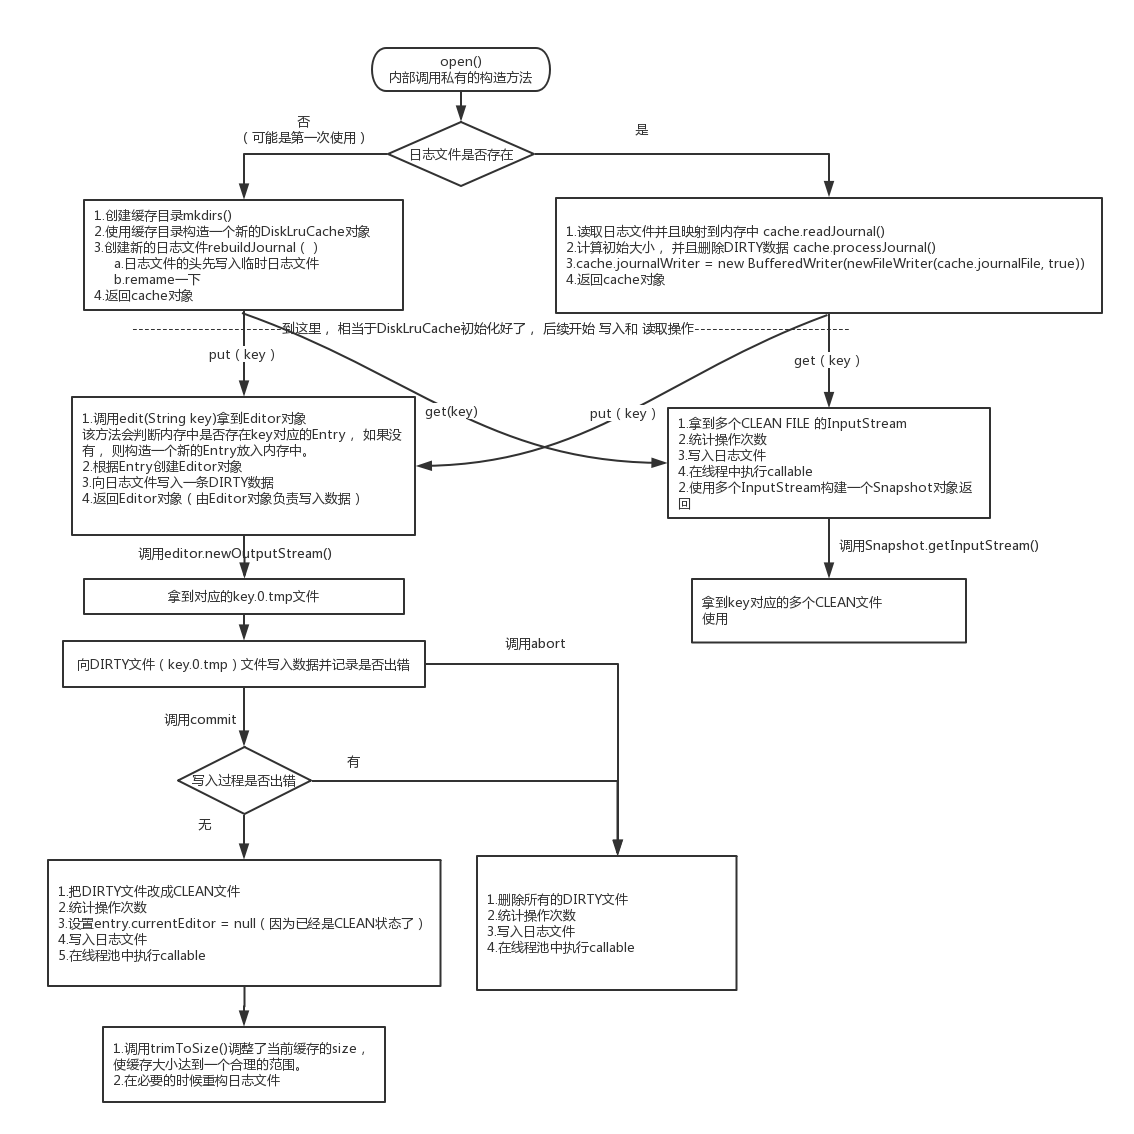 open()
内部调用私有的构造方法
否
（可能是第一次使用）
是
日志文件是否存在
1.创建缓存目录mkdirs()
2.使用缓存目录构造一个新的DiskLruCache对象
3.创建新的日志文件rebuildJournal（ ）
a.日志文件的头先写入临时日志文件
b.remame一下
4.返回cache对象
1.读取日志文件并且映射到内存中 cache.readJournal()
2.计算初始大小，并且删除DIRTY数据 cache.processJournal()
3.cache.journalWriter = new BufferedWriter(newFileWriter(cache.journalFile, true))
4.返回cache对象
---------------------------到这里，相当于DiskLruCache初始化好了，后续开始 写入和 读取操作----------------------------
put（key）
get（key）
get(key)
put（key）
1.调用edit(String key)拿到Editor对象
该方法会判断内存中是否存在key对应的Entry，如果没
有，则构造一个新的Entry放入内存中。
2.根据Entry创建Editor对象
3.向日志文件写入一条DIRTY数据
4.返回Editor对象（由Editor对象负责写入数据）
1.拿到多个CLEAN FILE 的InputStream
2.统计操作次数
3.写入日志文件
4.在线程中执行callable
2.使用多个InputStream构建一个Snapshot对象返
回
调用editor.newOutputStream()
调用Snapshot.getInputStream()
拿到对应的key.0.tmp文件
拿到key对应的多个CLEAN文件
使用
调用abort
向DIRTY文件（key.0.tmp）文件写入数据并记录是否出错
调用commit
有
写入过程是否出错
无
1.把DIRTY文件改成CLEAN文件
2.统计操作次数
3.设置entry.currentEditor = null（因为已经是CLEAN状态了）
4.写入日志文件
5.在线程池中执行callable
1.删除所有的DIRTY文件
2.统计操作次数
3.写入日志文件
4.在线程池中执行callable
1.调用trimToSize()调整了当前缓存的size，
使缓存大小达到一个合理的范围。
2.在必要的时候重构日志文件